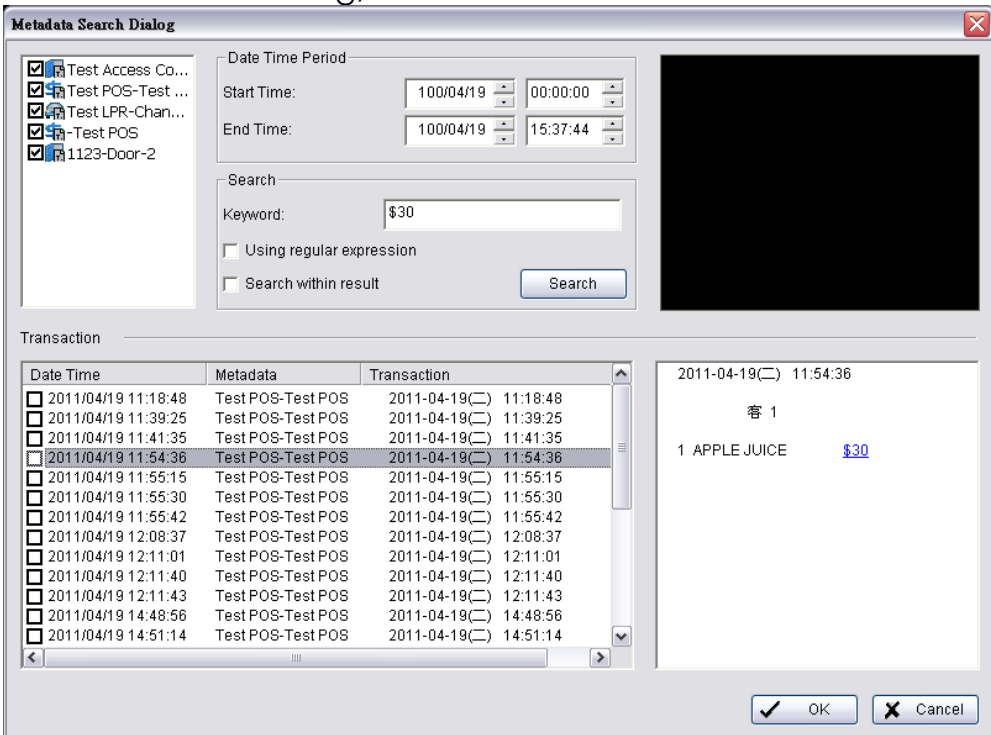 Metadata Search Dialog
Test Access Co...
Test POS-Test ...
Test LPR-Chan...
-Test POS
1123-Door-2
Date Time Period
Start Time: 100/04/19 00:00:00
End Time: 100/04/19 15:37:44
Search
Keyword: $30
Using regular expression
Search within result
Search
Transaction
Date Time Metadata Transaction
2011/04/19 11:18:48 Test POS-Test POS 2011-04-19(二) 11:18:48
2011/04/19 11:39:25 Test POS-Test POS 2011-04-19(二) 11:39:25
2011/04/19 11:41:35 Test POS-Test POS 2011-04-19(二) 11:41:35
2011/04/19 11:54:36 Test POS-Test POS 2011-04-19(二) 11:54:36
2011/04/19 11:55:15 Test POS-Test POS 2011-04-19(二) 11:55:15
2011/04/19 11:55:30 Test POS-Test POS 2011-04-19(二) 11:55:30
2011/04/19 11:55:42 Test POS-Test POS 2011-04-19(二) 11:55:42
2011/04/19 12:08:37 Test POS-Test POS 2011-04-19(二) 12:08:37
2011/04/19 12:11:01 Test POS-Test POS 2011-04-19(二) 12:11:01
2011/04/19 12:11:40 Test POS-Test POS 2011-04-19(二) 12:11:40
2011/04/19 12:11:43 Test POS-Test POS 2011-04-19(二) 12:11:43
2011/04/19 14:48:56 Test POS-Test POS 2011-04-19(二) 14:48:56
2011/04/19 14:51:14 Test POS-Test POS 2011-04-19(二) 14:51:14
2011-04-19(二) 11:54:36
客 1
1 APPLE JUICE $30
OK
Cancel